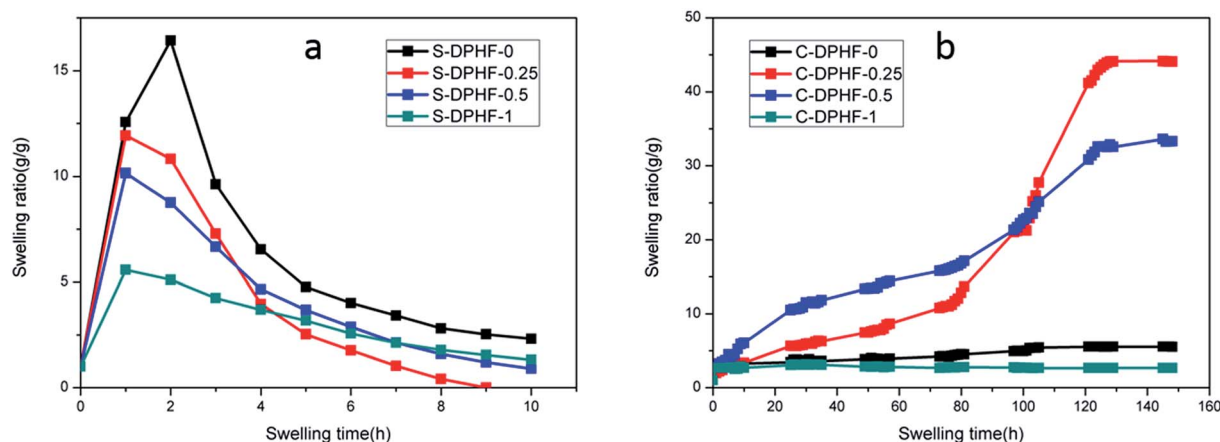 a
S-DPHF-0
S-DPHF-0.25
S-DPHF-0.5
S-DPHF-1
Swelling ratio(g/g)
15
10
5
0
0 2 4 6 8 10
Swelling time(h)
b
C-DPHF-0
C-DPHF-0.25
C-DPHF-0.5
C-DPHF-1
Swelling ratio(g/g)
50
40
30
20
10
0
0 20 40 60 80 100 120 140 160
Swelling time(h)